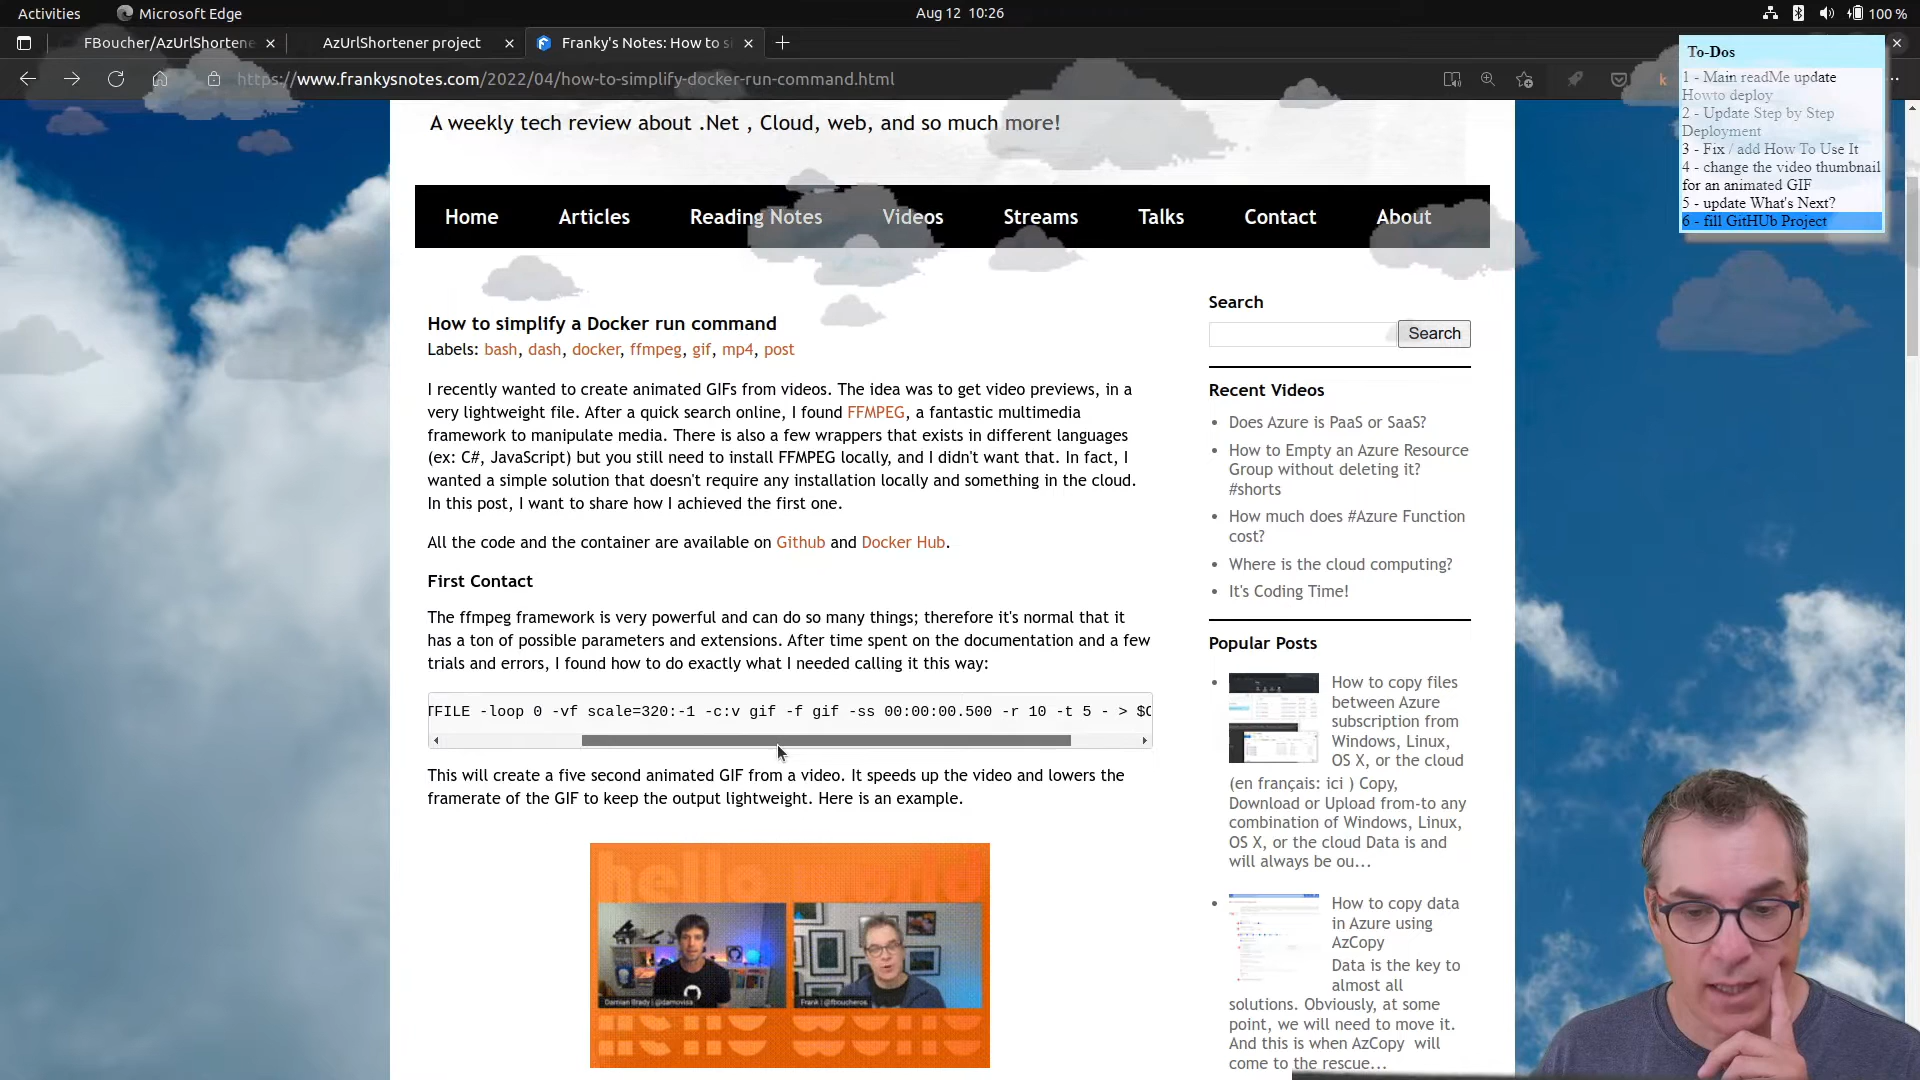 Activities
Microsoft Edge
Aug 12 10:26
100 %
FBoucher/AzUrlShortene
AzUrlShortener project
Franky's Notes: How to si
https://www.frankysnotes.com/2022/04/how-to-simplify-docker-run-command.html
To-Dos
1 - Main readMe update
Howto deploy
2 - Update Step by Step
Deployment
3 - Fix / add How To Use It
4 - change the video thumbnail
for an animated GIF
5 - update What's Next?
6 - fill GitHUb Project
A weekly tech review about .Net , Cloud, web, and so much more!
Home Articles Reading Notes Videos Streams Talks Contact About
How to simplify a Docker run command
Labels: bash, dash, docker, ffmpeg, gif, mp4, post
I recently wanted to create animated GIFs from videos. The idea was to get video previews, in a
very lightweight file. After a quick search online, I found FFMPEG, a fantastic multimedia
framework to manipulate media. There is also a few wrappers that exists in different languages
(ex: C#, JavaScript) but you still need to install FFMPEG locally, and I didn't want that. In fact, I
wanted a simple solution that doesn't require any installation locally and something in the cloud.
In this post, I want to share how I achieved the first one.
All the code and the container are available on Github and Docker Hub.
First Contact
The ffmpeg framework is very powerful and can do so many things; therefore it's normal that it
has a ton of possible parameters and extensions. After time spent on the documentation and a few
trials and errors, I found how to do exactly what I needed calling it this way:
TFILE -loop 0 -vf scale=320:-1 -c:v gif -f gif -ss 00:00:00.500 -r 10 -t 5 - > $O
This will create a five second animated GIF from a video. It speeds up the video and lowers the
framerate of the GIF to keep the output lightweight. Here is an example.
hello world
Damian Brady | @damovisa
Frank | @fboucheros
Search
Search
Recent Videos
Does Azure is PaaS or SaaS?
How to Empty an Azure Resource
Group without deleting it?
#shorts
How much does #Azure Function
cost?
Where is the cloud computing?
It's Coding Time!
Popular Posts
How to copy files
between Azure
subscription from
Windows, Linux,
OS X, or the cloud
(en français: ici ) Copy,
Download or Upload from-to any
combination of Windows, Linux,
OS X, or the cloud Data is and
will always be ou...
How to copy data
in Azure using
AzCopy
Data is the key to
almost all
solutions. Obviously, at some
point, we will need to move it.
And this is when AzCopy will
come to the rescue...